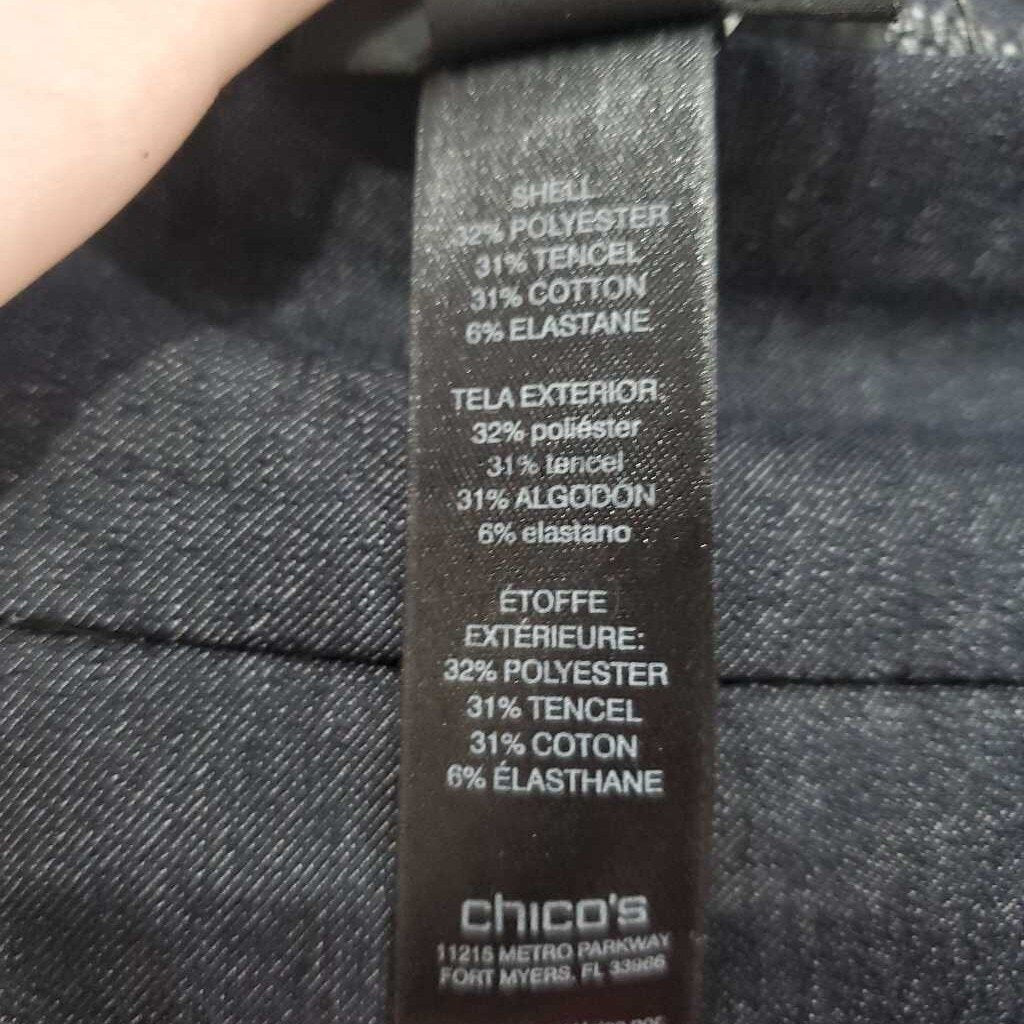 SHELL:
32% POLYESTER
31% TENCEL
31% COTTON
6% ELASTANE
TELA EXTERIOR:
32% poliéster
31% tencel
31% ALGODÓN
6% elastano
ÉTOFFE
EXTÉRIEURE:
32% POLYESTER
31% TENCEL
31% COTON
6% ÉLASTHANE
chico's
11215 METRO PARKWAY
FORT MYERS, FL 33966